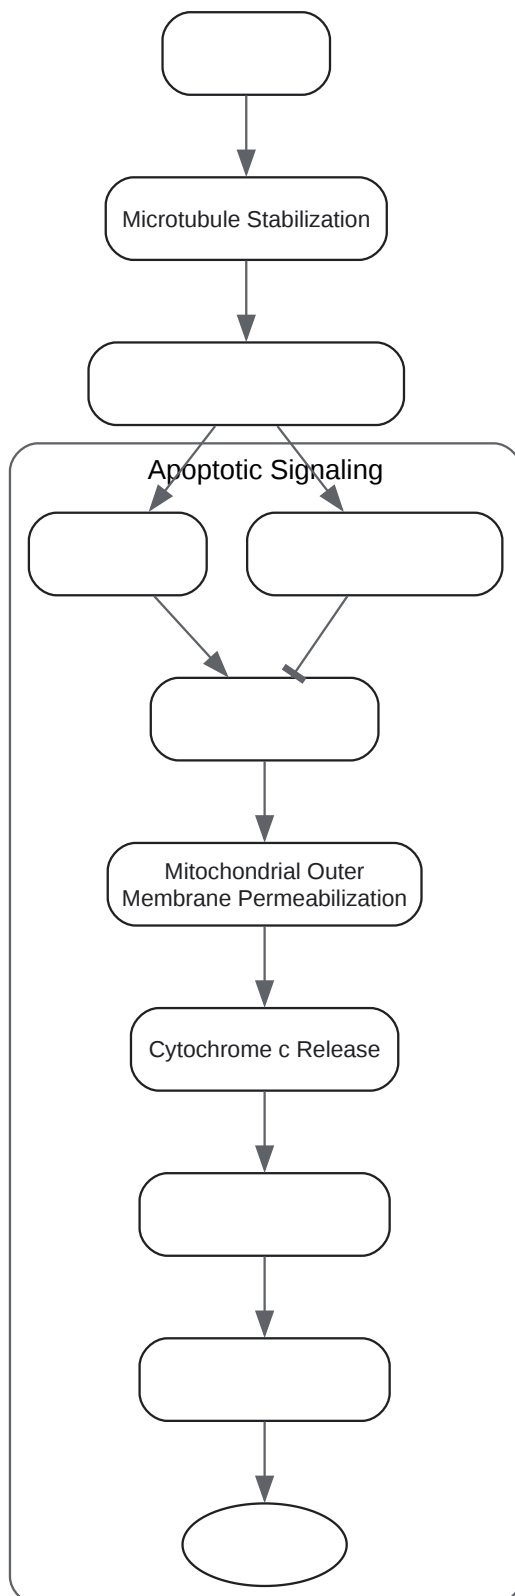 Microtubule Stabilization
Apoptotic Signaling
Mitochondrial Outer
Membrane Permeabilization
Cytochrome c Release